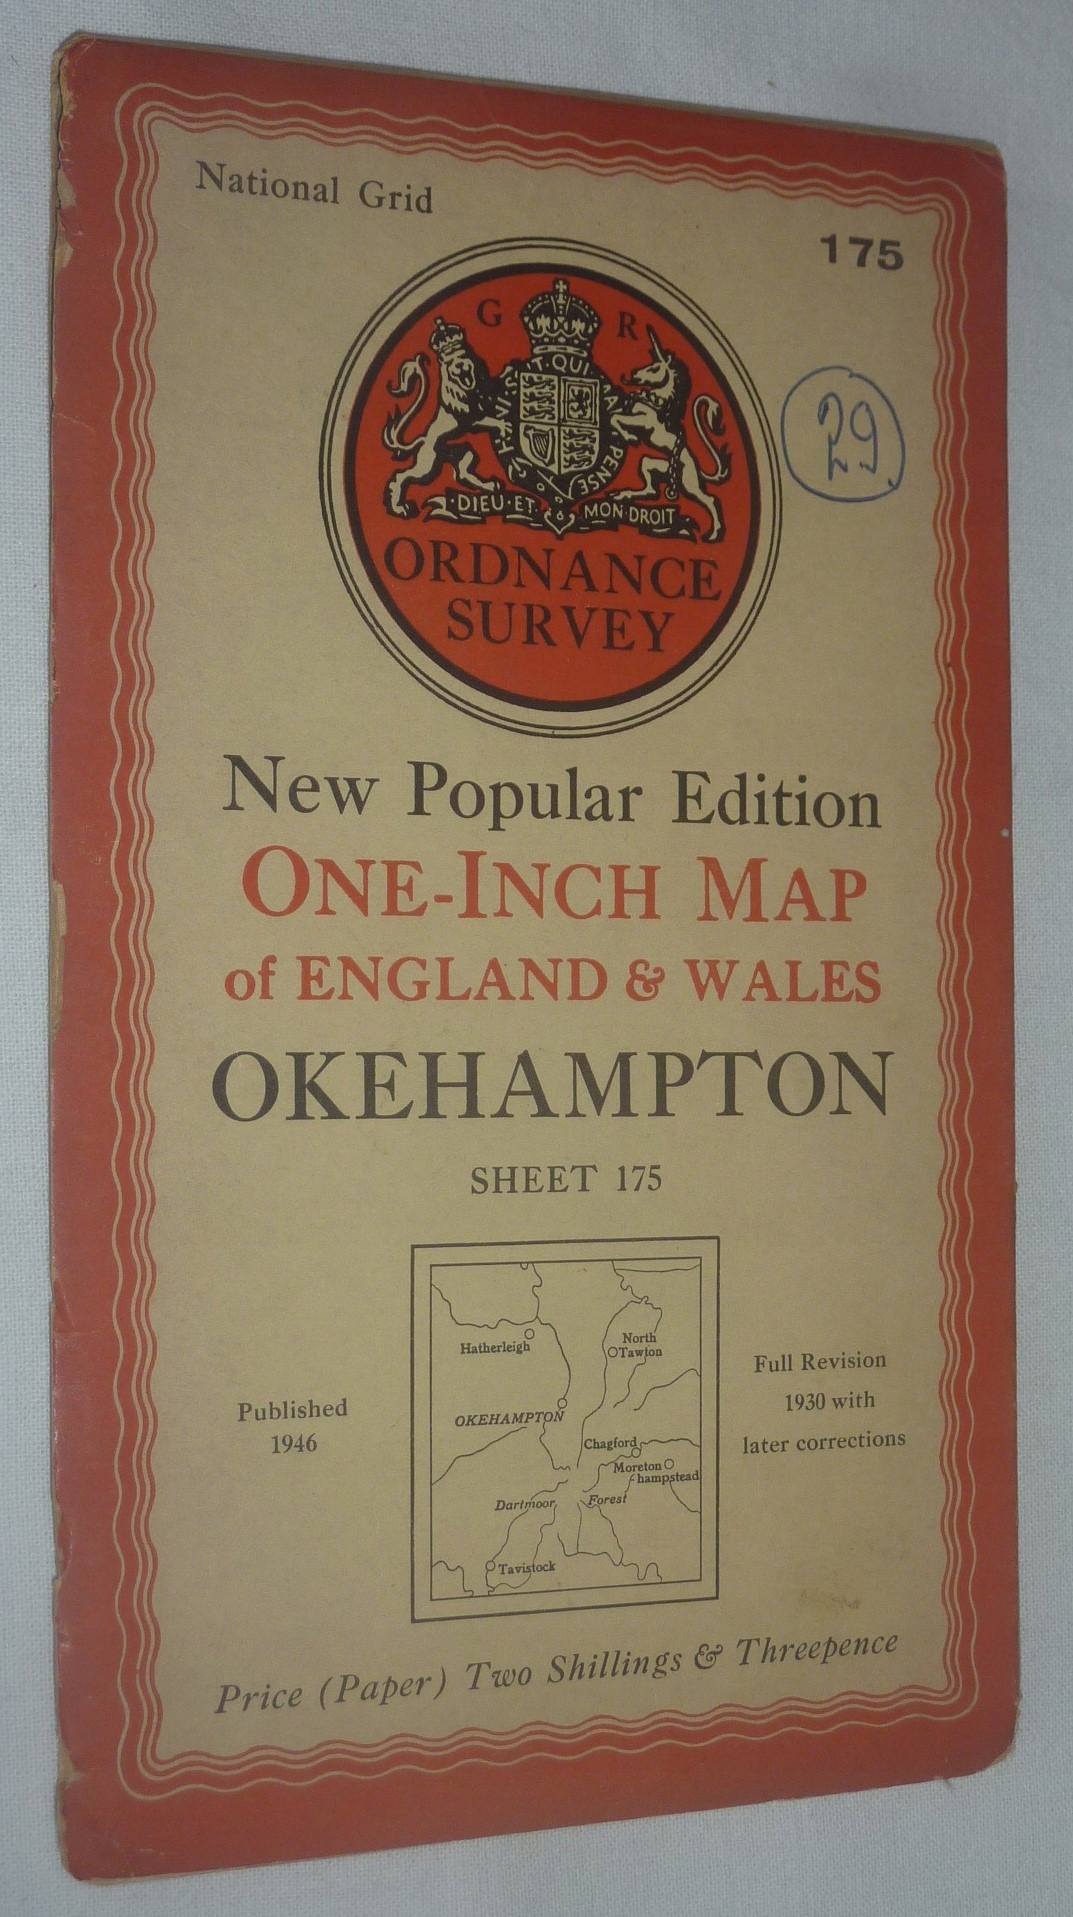 National Grid
175
29
G R
HONI SOIT QUI MAL Y PENSE
·DIEU·ET· MON·DROIT
ORDNANCE
SURVEY
New Popular Edition
ONE-INCH MAP
of ENGLAND & WALES
OKEHAMPTON
SHEET 175
Hatherleigh
North
Tawton
OKEHAMPTON
Chagford
Moreton
hampstead
Dartmoor Forest
Tavistock
Published
1946
Full Revision
1930 with
later corrections
Price (Paper) Two Shillings & Threepence